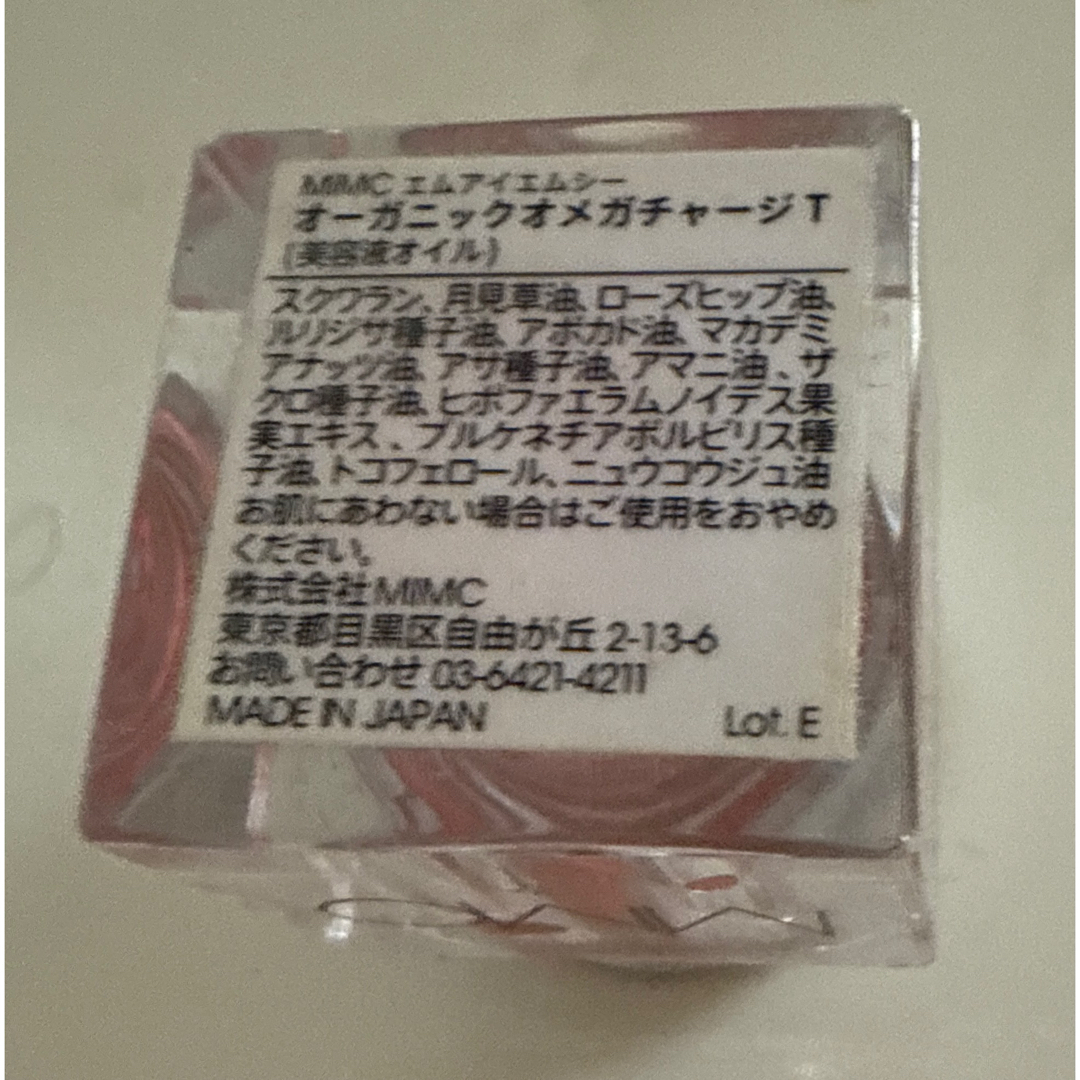 MIMC エムアイエムシー
オーガニックオメガチャージ T
(美容液オイル)
スクワラン、月見草油、ローズヒップ油、
ルリジサ種子油、アボカド油、マカデミ
アナッツ油、アサ種子油、アマニ油、ザ
クロ種子油、ヒポファエラムノイデス果
実エキス、プルケネチアボルビリス種
子油、トコフェロール、ニュウコウジュ油
お肌にあわない場合はご使用をおやめ
ください。
株式会社MIMC
東京都目黒区自由が丘 2-13-6
お問い合わせ 03-6421-4211
MADE IN JAPAN
Lot. E